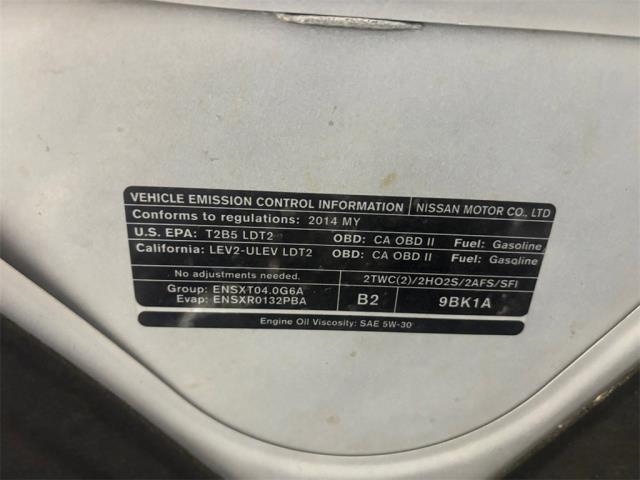 VEHICLE EMISSION CONTROL INFORMATION NISSAN MOTOR CO., LTD
Conforms to regulations: 2014 MY
U.S. EPA: T2B5 LDT2 OBD: CA OBD II Fuel: Gasoline
California: LEV2-ULEV LDT2 OBD: CA OBD II Fuel: Gasoline
No adjustments needed. 2TWC(2)/2HO2S/2AFS/SFI
Group: ENSXT04.0G6A
Evap: ENSXR0132PBA B2 9BK1A
Engine Oil Viscosity: SAE 5W-30